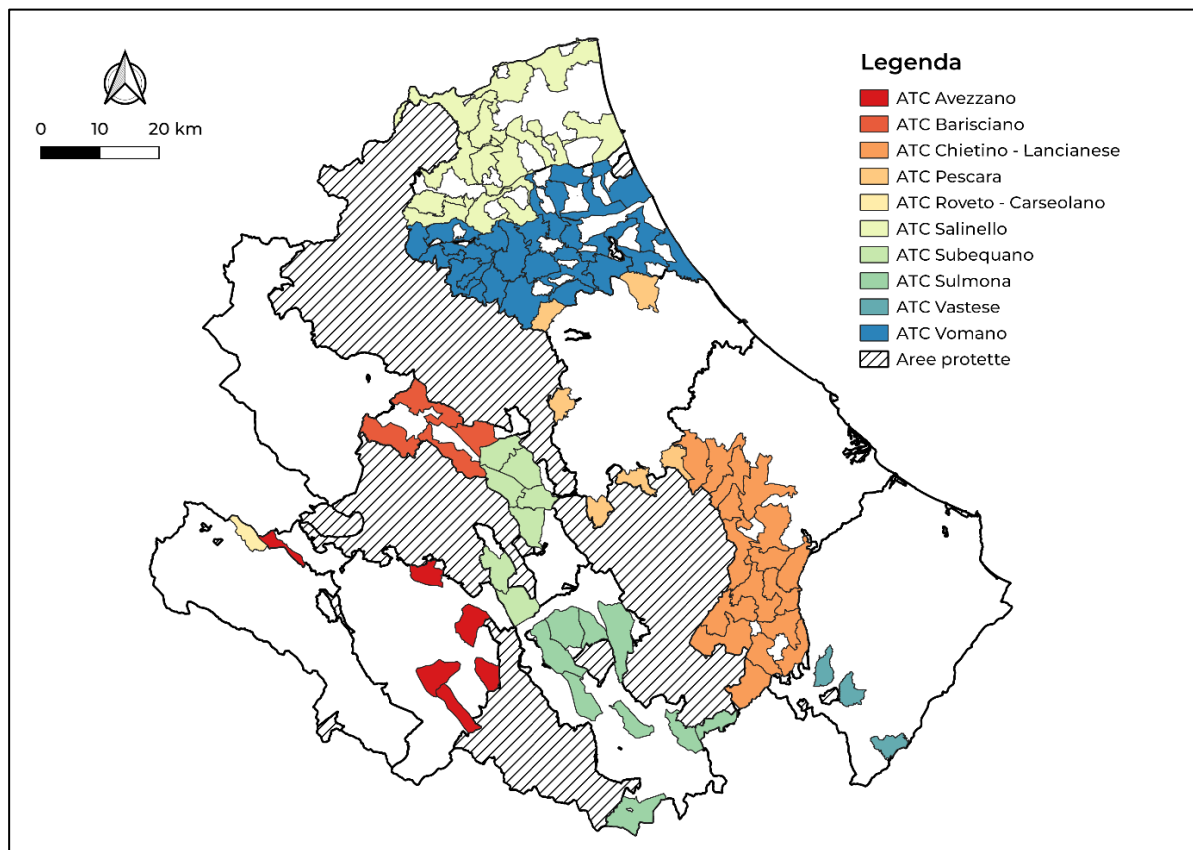 Legenda
0 10 20 km
ATC Avezzano
ATC Barisciano
ATC Chietino - Lancianese
ATC Pescara
ATC Roveto - Carseolano
ATC Salinello
ATC Subequano
ATC Sulmona
ATC Vastese
ATC Vomano
Aree protette